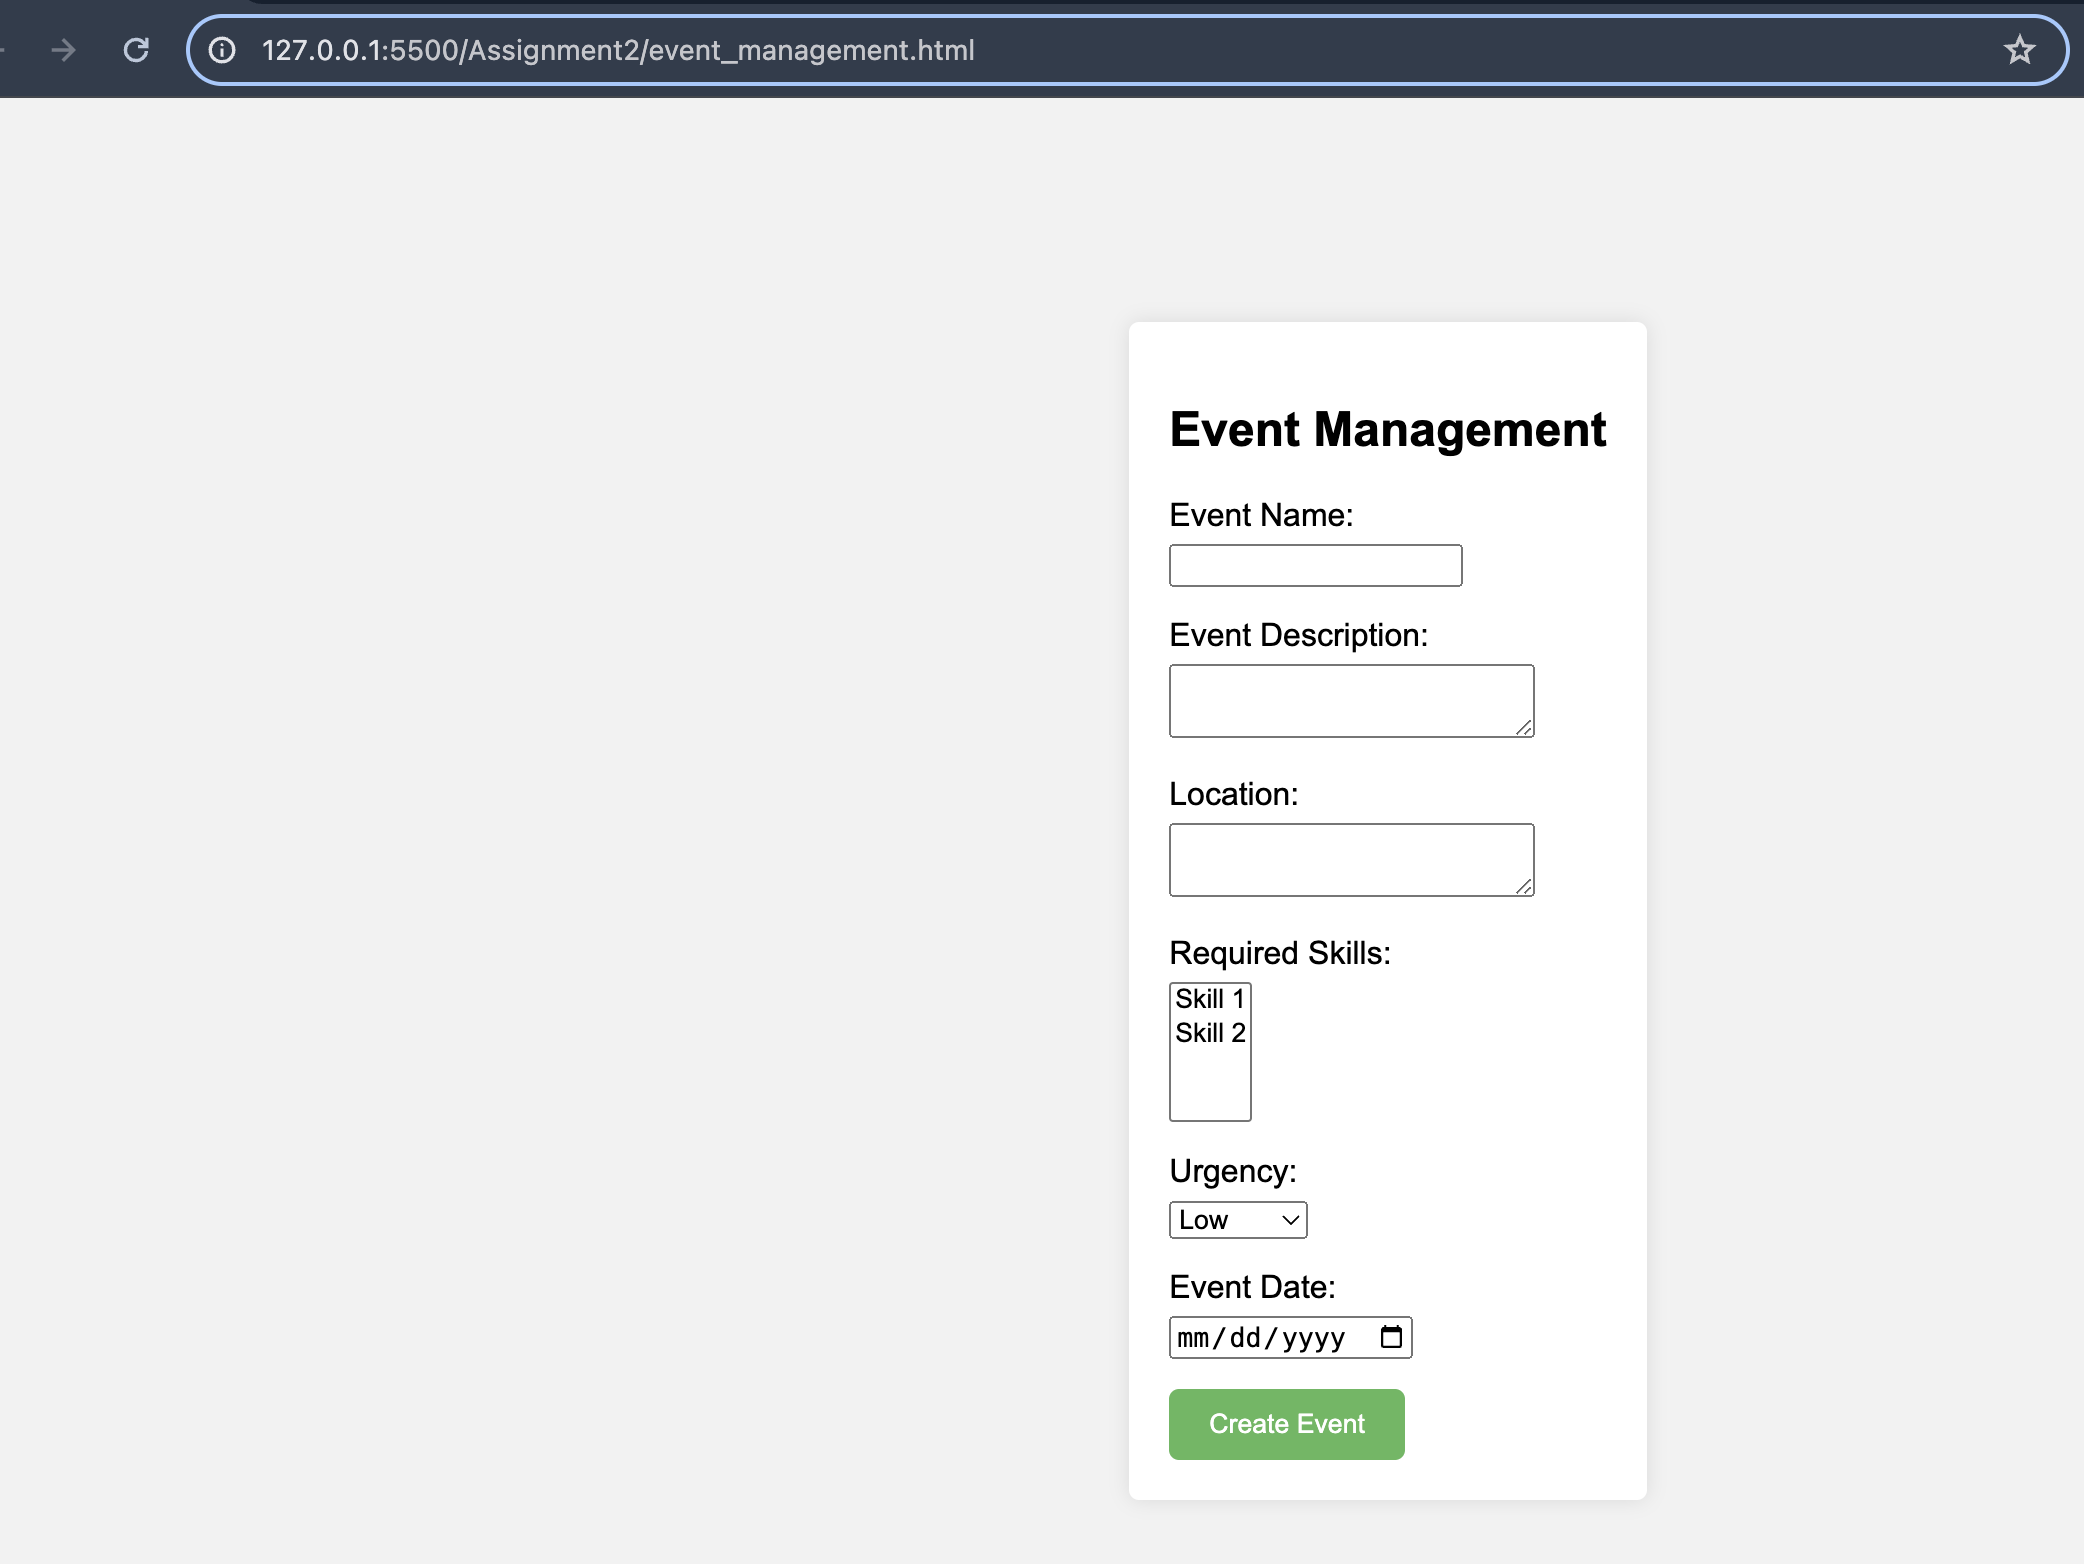 127.0.0.1:5500/Assignment2/event_management.html
Event Management
Event Name:
Event Description:
Location:
Required Skills:
Skill 1
Skill 2
Urgency:
Low
Event Date:
mm/dd/yyyy
Create Event